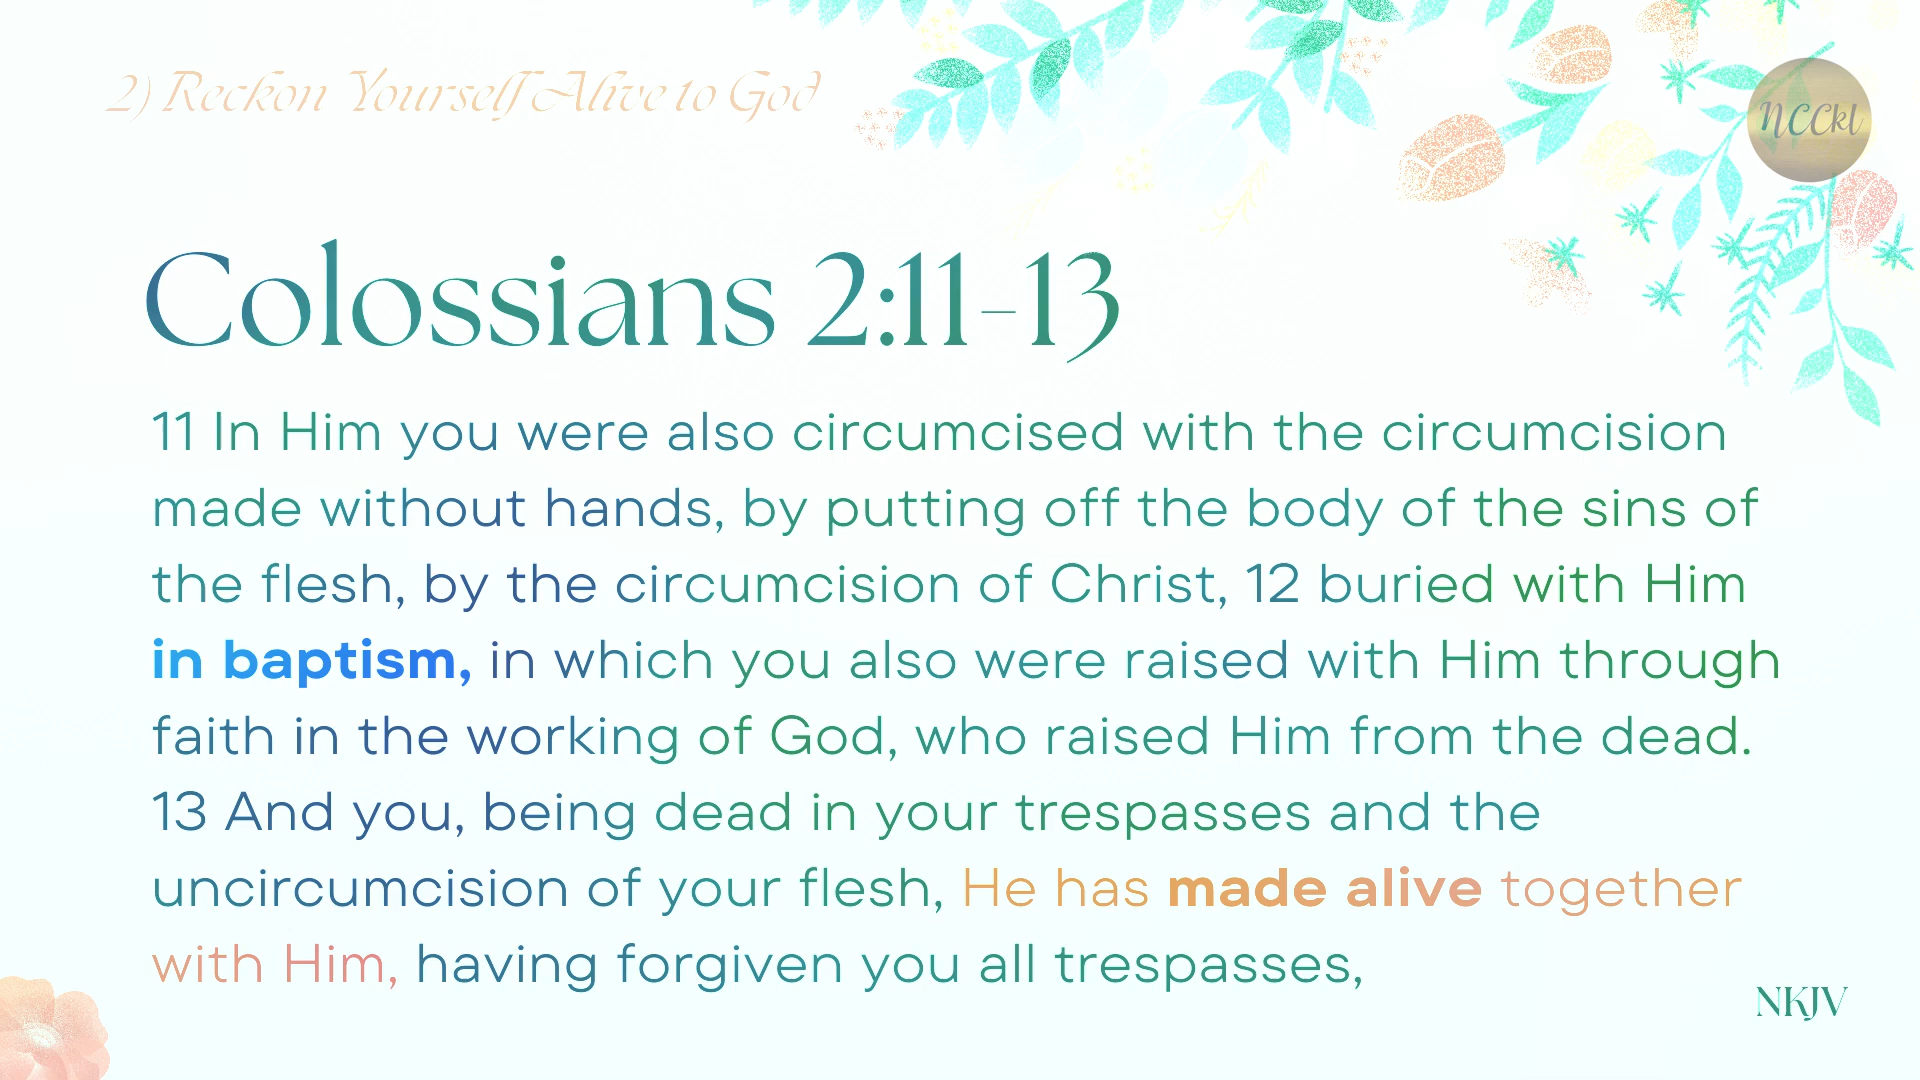 2) Reckon Yourself Alive to God
NCCkl
Colossians 2:11-13
11 In Him you were also circumcised with the circumcision
made without hands, by putting off the body of the sins of
the flesh, by the circumcision of Christ, 12 buried with Him
in baptism, in which you also were raised with Him through
faith in the working of God, who raised Him from the dead.
13 And you, being dead in your trespasses and the
uncircumcision of your flesh, He has made alive together
with Him, having forgiven you all trespasses,
NKJV